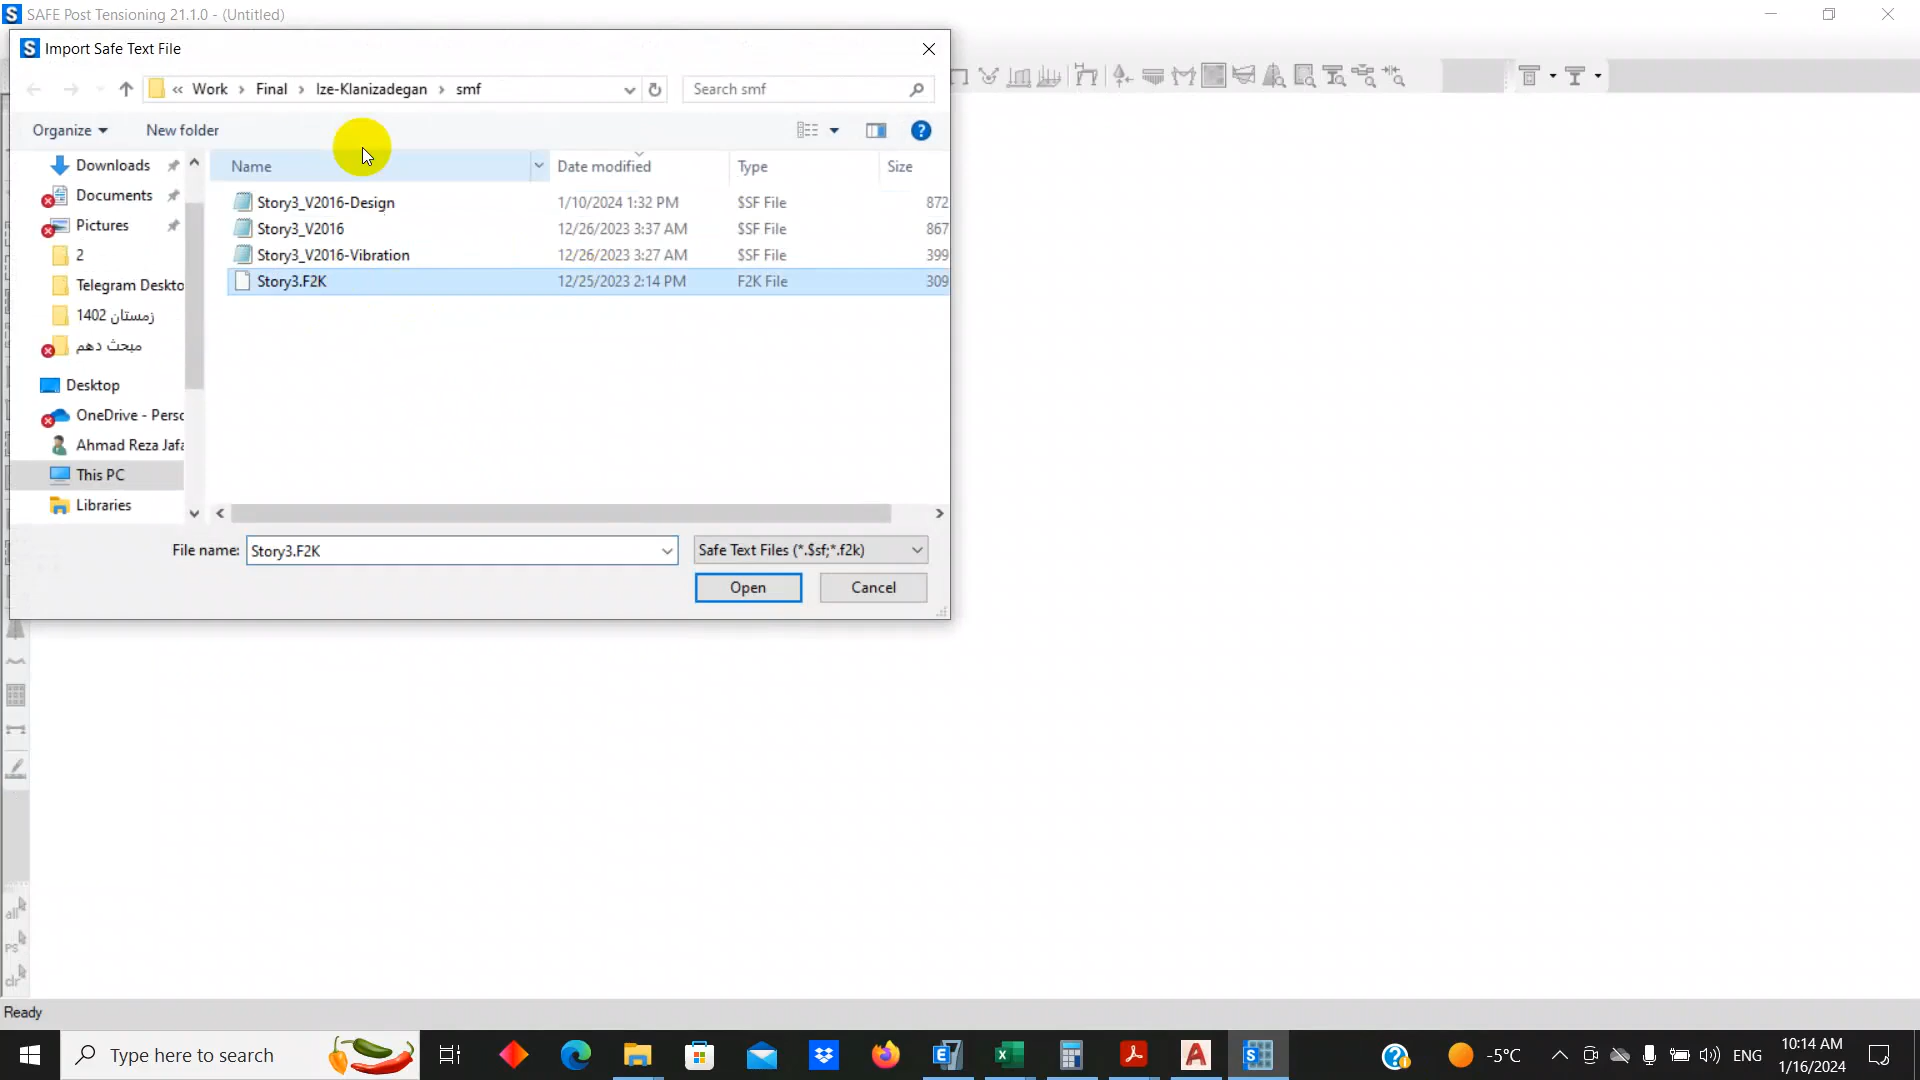 SAFE Post Tensioning 21.1.0 - (Untitled)
Import Safe Text File
« Work › Final › Ize-Klanizadegan › smf
Search smf
Organize New folder
Name Date modified Type Size
Downloads
Documents
Pictures
2
Telegram Deskto
زمستان 1402
مبحث دهم
Desktop
OneDrive - Perso
Ahmad Reza Jafa
This PC
Libraries
Story3_V2016-Design 1/10/2024 1:32 PM $SF File 872
Story3_V2016 12/26/2023 3:37 AM $SF File 867
Story3_V2016-Vibration 12/26/2023 3:27 AM $SF File 399
Story3.F2K 12/25/2023 2:14 PM F2K File 309
File name: Story3.F2K Safe Text Files (*.$sf;*.f2k)
Open Cancel
all
ps
clr
Ready
Type here to search
-5°C
ENG
10:14 AM
1/16/2024